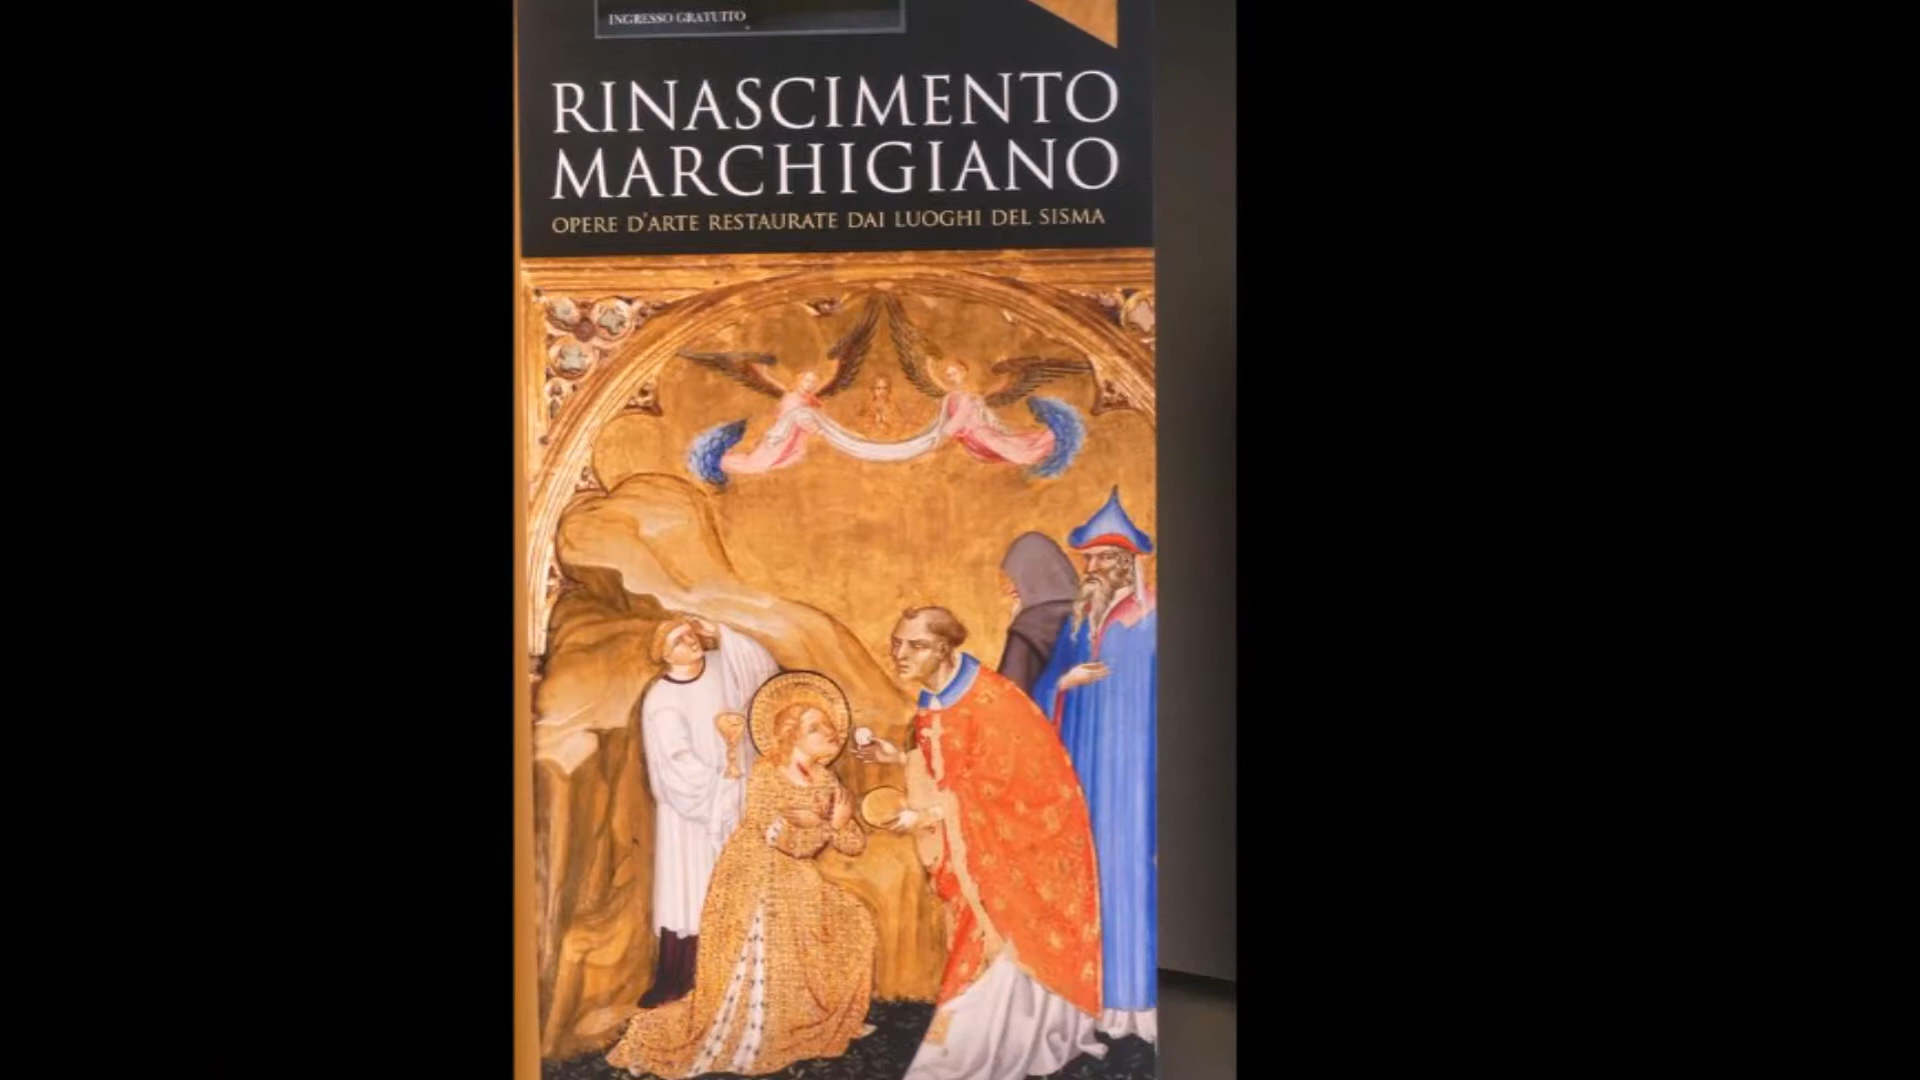 INGRESSO GRATUITO
RINASCIMENTO
MARCHIGIANO
OPERE D'ARTE RESTAURATE DAI LUOGHI DEL SISMA